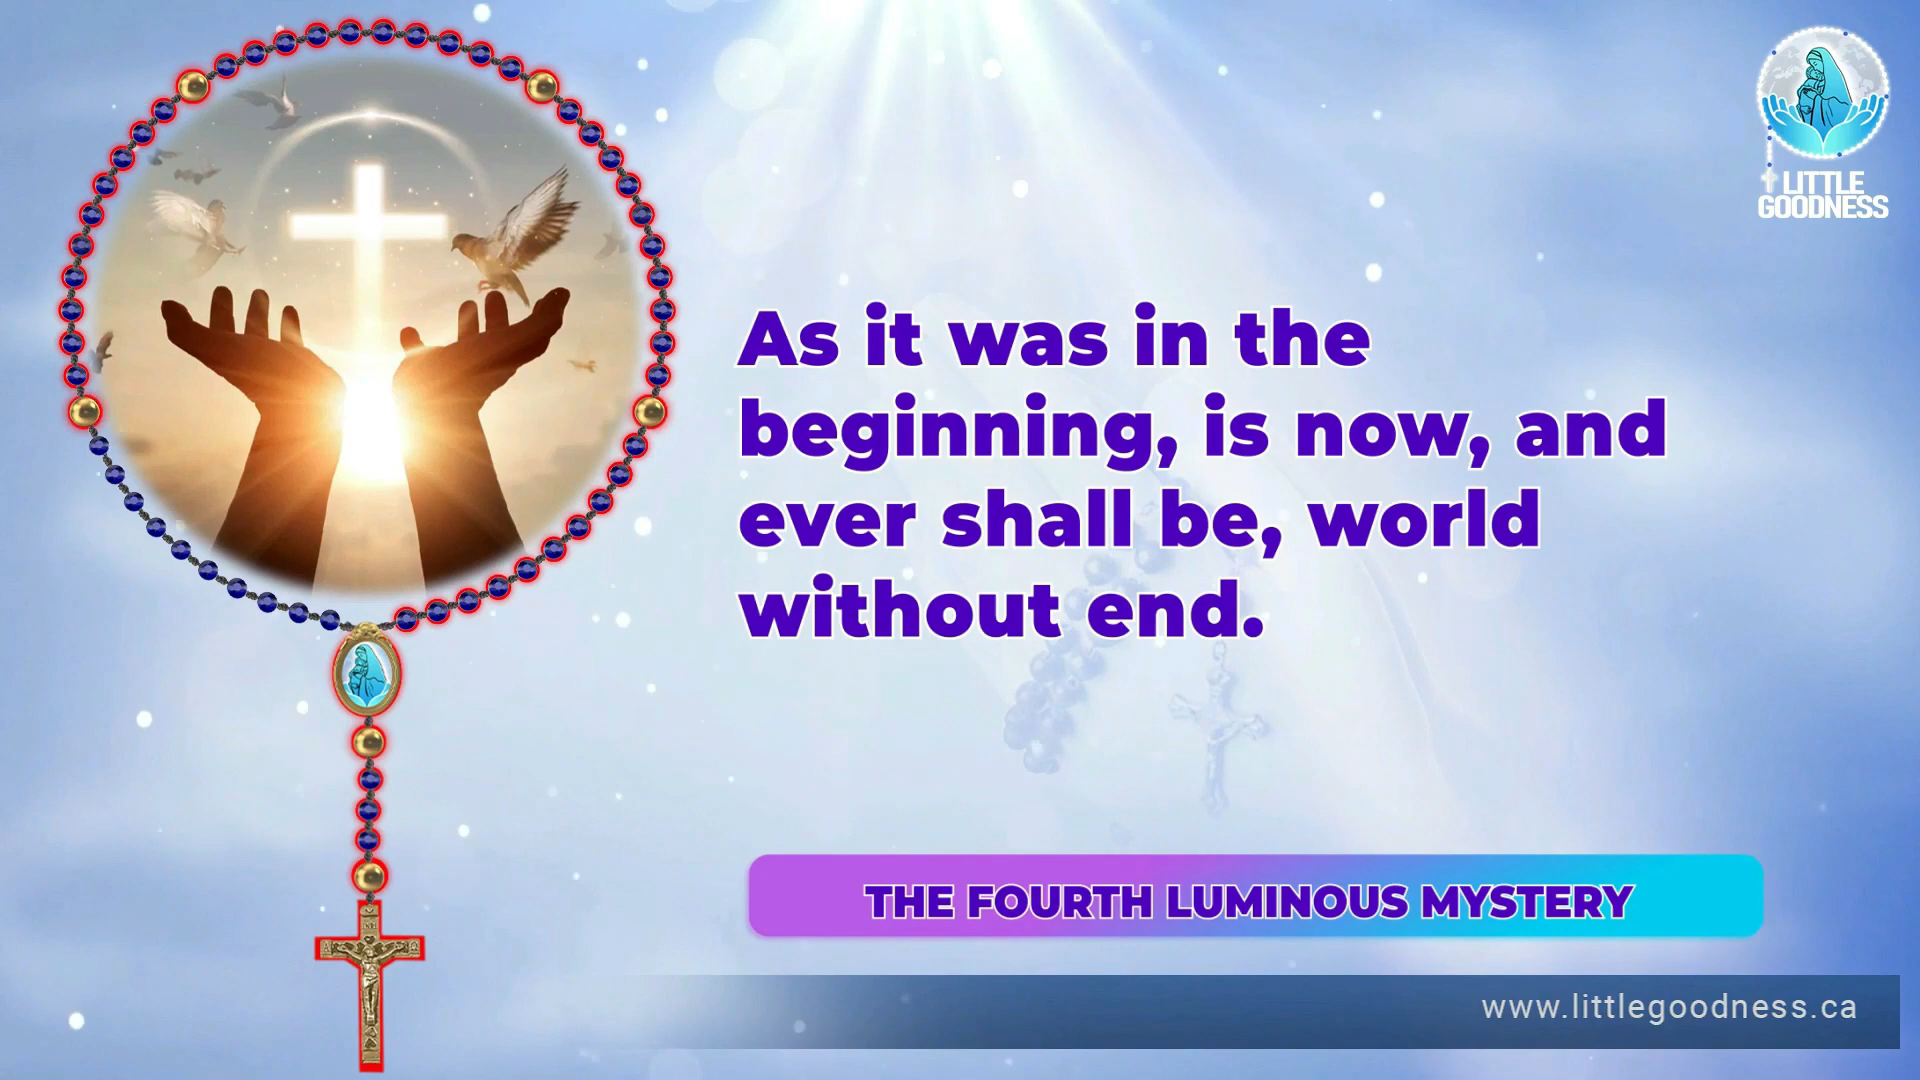 LITTLE
GOODNESS
As it was in the
beginning, is now, and
ever shall be, world
without end.
THE FOURTH LUMINOUS MYSTERY
www.littlegoodness.ca